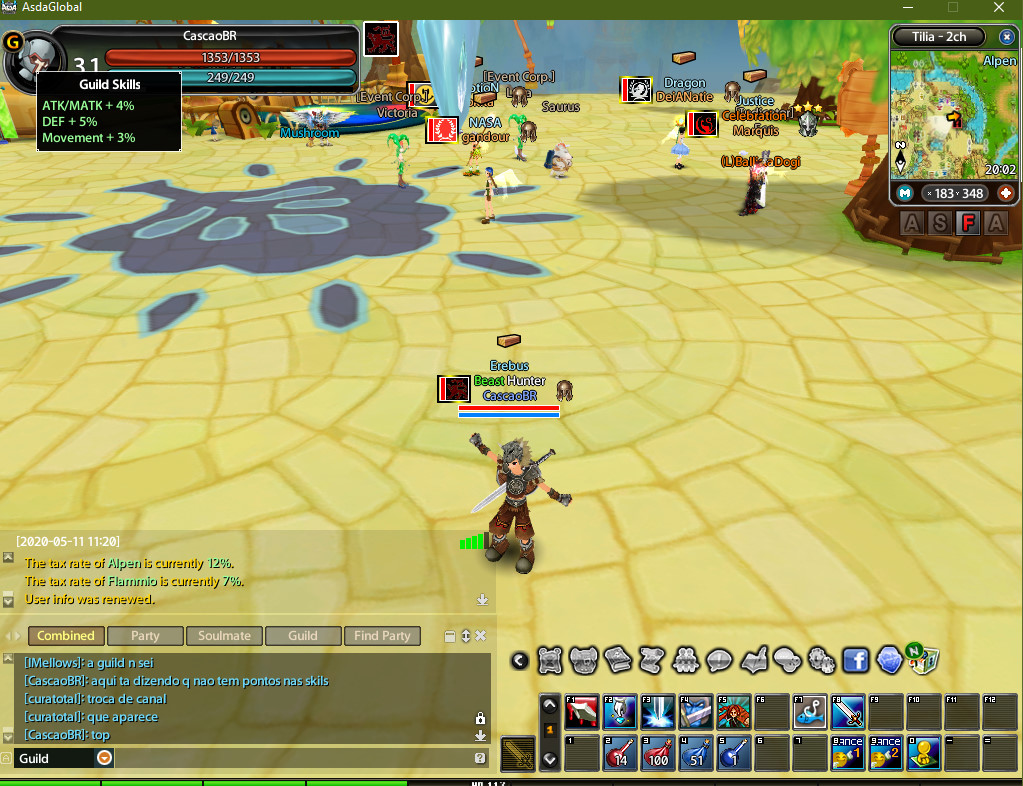 AsdaGlobal
G
CascaoBR
31
1353/1353
249/249
Guild Skills
ATK/MATK + 4%
DEF + 5%
Movement + 3%
[Event Corp.]
Victoria
Mushroom
[Event Corp.]
Saurus
NASA
gandour
Dragon
DeiANatie
Justice
Celebration
Marquis
Tilia - 2ch
Alpen
N
20:02
M
x 183 Y 348
A S F A
Erebus
Beast Hunter
CascaoBR
[2020-05-11 11:20]
The tax rate of Alpen is currently 12%.
The tax rate of Flammio is currently 7%.
User info was renewed.
Combined Party Soulmate Guild Find Party
[IMellows]: a guild n sei
[CascaoBR]: aqui ta dizendo q nao tem pontos nas skils
[curatotal]: troca de canal
[curatotal]: que aparece
[CascaoBR]: top
Guild
f
N
F1 F2 F3 F4 F5 F6 F7 F8 F9 F10 F11 F12
1
1 2 3 4 5 6 7 0 - =
14 100 51 1 1 2